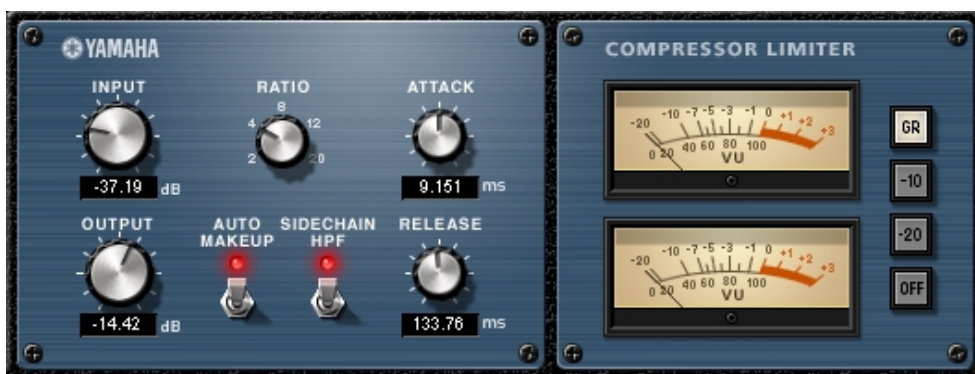 YAMAHA
COMPRESSOR LIMITER
INPUT
RATIO
ATTACK
2 4 8 12 20
-37.19 dB
9.151 ms
OUTPUT
AUTO MAKEUP
SIDECHAIN HPF
RELEASE
-14.42 dB
133.76 ms
-20 -10 -7 -5 -3 -1 0 +1 +2 +3
0 20 40 60 80 100
VU
-20 -10 -7 -5 -3 -1 0 +1 +2 +3
0 20 40 60 80 100
VU
GR
-10
-20
OFF